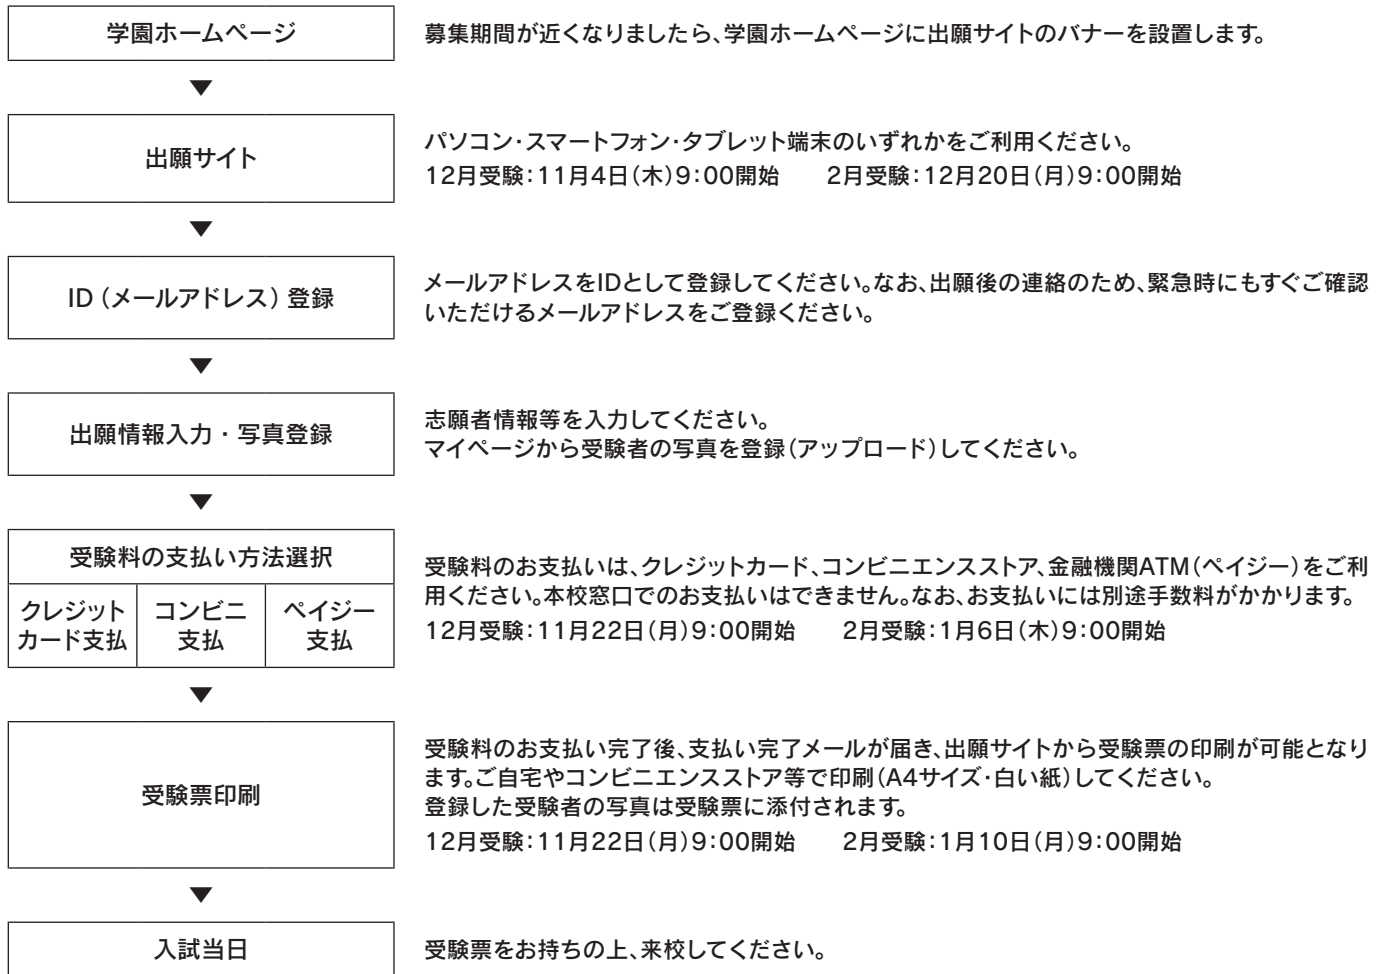 学園ホームページ
募集期間が近くなりましたら、学園ホームページに出願サイトのバナーを設置します。
▼
出願サイト
パソコン・スマートフォン・タブレット端末のいずれかをご利用ください。
12月受験：11月4日（木）9：00開始　　2月受験：12月20日（月）9：00開始
▼
ID（メールアドレス）登録
メールアドレスをIDとして登録してください。なお、出願後の連絡のため、緊急時にもすぐご確認
いただけるメールアドレスをご登録ください。
▼
出願情報入力・写真登録
志願者情報等を入力してください。
マイページから受験者の写真を登録（アップロード）してください。
▼
受験料の支払い方法選択
クレジット
カード支払
コンビニ
支払
ペイジー
支払
受験料のお支払いは、クレジットカード、コンビニエンスストア、金融機関ATM（ペイジー）をご利
用ください。本校窓口でのお支払いはできません。なお、お支払いには別途手数料がかかります。
12月受験：11月22日（月）9：00開始　　2月受験：1月6日（木）9：00開始
▼
受験票印刷
受験料のお支払い完了後、支払い完了メールが届き、出願サイトから受験票の印刷が可能となり
ます。ご自宅やコンビニエンスストア等で印刷（A4サイズ・白い紙）してください。
登録した受験者の写真は受験票に添付されます。
12月受験：11月22日（月）9：00開始　　2月受験：1月10日（月）9：00開始
▼
入試当日
受験票をお持ちの上、来校してください。